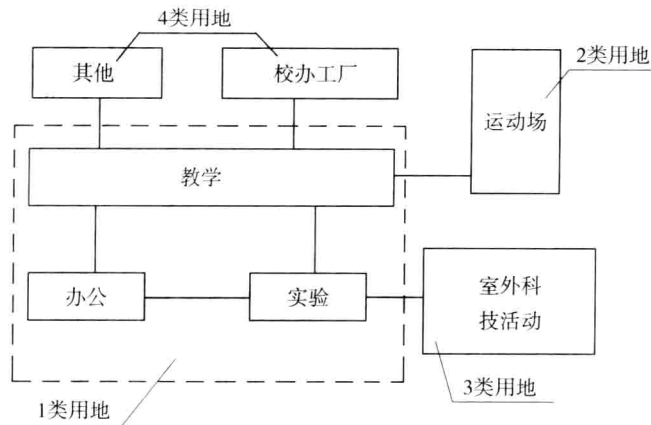 4类用地
其他
校办工厂
2类用地
运动场
教学
办公
实验
室外科
技活动
1类用地
3类用地